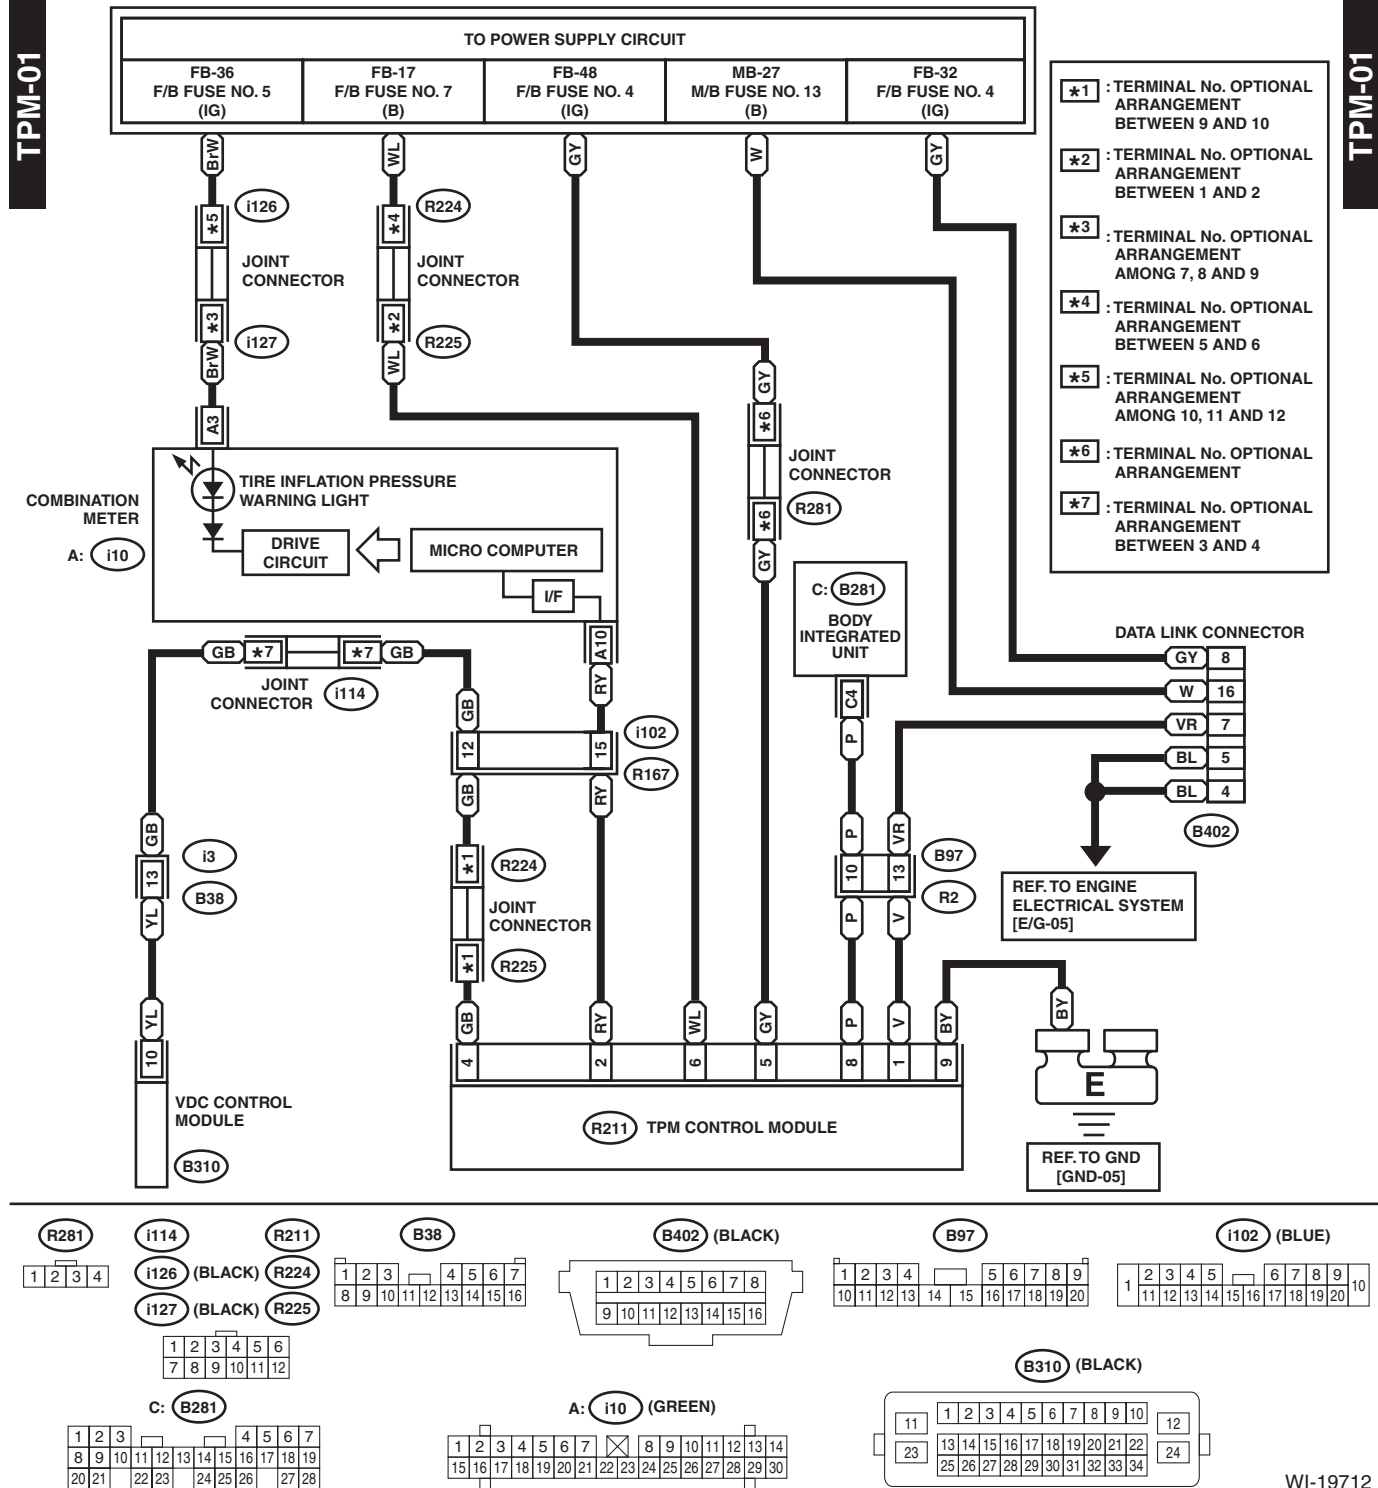 TPM-01
TPM-01
TO POWER SUPPLY CIRCUIT
FB-36
F/B FUSE NO. 5
(IG)
FB-17
F/B FUSE NO. 7
(B)
FB-48
F/B FUSE NO. 4
(IG)
MB-27
M/B FUSE NO. 13
(B)
FB-32
F/B FUSE NO. 4
(IG)
BrW
WL
GY
W
GY
*1 : TERMINAL No. OPTIONAL
ARRANGEMENT
BETWEEN 9 AND 10
*2 : TERMINAL No. OPTIONAL
ARRANGEMENT
BETWEEN 1 AND 2
*3 : TERMINAL No. OPTIONAL
ARRANGEMENT
AMONG 7, 8 AND 9
*4 : TERMINAL No. OPTIONAL
ARRANGEMENT
BETWEEN 5 AND 6
*5 : TERMINAL No. OPTIONAL
ARRANGEMENT
AMONG 10, 11 AND 12
*6 : TERMINAL No. OPTIONAL
ARRANGEMENT
*7 : TERMINAL No. OPTIONAL
ARRANGEMENT
BETWEEN 3 AND 4
*5
i126
JOINT
CONNECTOR
*3
i127
BrW
A3
*4
R224
JOINT
CONNECTOR
*2
R225
WL
GY
*6
JOINT
CONNECTOR
R281
*6
GY
COMBINATION
METER
A: i10
TIRE INFLATION PRESSURE
WARNING LIGHT
DRIVE
CIRCUIT
MICRO COMPUTER
I/F
A10
RY
C: B281
BODY
INTEGRATED
UNIT
C4
P
DATA LINK CONNECTOR
GY 8
W 16
VR 7
BL 5
BL 4
B402
GB *7 *7 GB
JOINT
CONNECTOR
i114
GB
12
15
i102
R167
GB
RY
GB
13
i3
B38
YL
*1
R224
JOINT
CONNECTOR
*1
R225
P
VR
10
13
B97
R2
P
V
REF. TO ENGINE
ELECTRICAL SYSTEM
[E/G-05]
YL
10
VDC CONTROL
MODULE
B310
GB
RY
WL
GY
P
V
BY
BY
4
2
6
5
8
1
9
R211 TPM CONTROL MODULE
E
REF. TO GND
[GND-05]
R281
1 2 3 4
i114
R211
i126 (BLACK) R224
i127 (BLACK) R225
1 2 3 4 5 6
7 8 9 10 11 12
B38
1 2 3 4 5 6 7
8 9 10 11 12 13 14 15 16
B402 (BLACK)
1 2 3 4 5 6 7 8
9 10 11 12 13 14 15 16
B97
1 2 3 4 5 6 7 8 9
10 11 12 13 14 15 16 17 18 19 20
i102 (BLUE)
1 2 3 4 5 6 7 8 9 10
11 12 13 14 15 16 17 18 19 20
C: B281
1 2 3 4 5 6 7
8 9 10 11 12 13 14 15 16 17 18 19
20 21 22 23 24 25 26 27 28
A: i10 (GREEN)
1 2 3 4 5 6 7 8 9 10 11 12 13 14
15 16 17 18 19 20 21 22 23 24 25 26 27 28 29 30
B310 (BLACK)
11 1 2 3 4 5 6 7 8 9 10 12
13 14 15 16 17 18 19 20 21 22
23 25 26 27 28 29 30 31 32 33 34 24
WI-19712